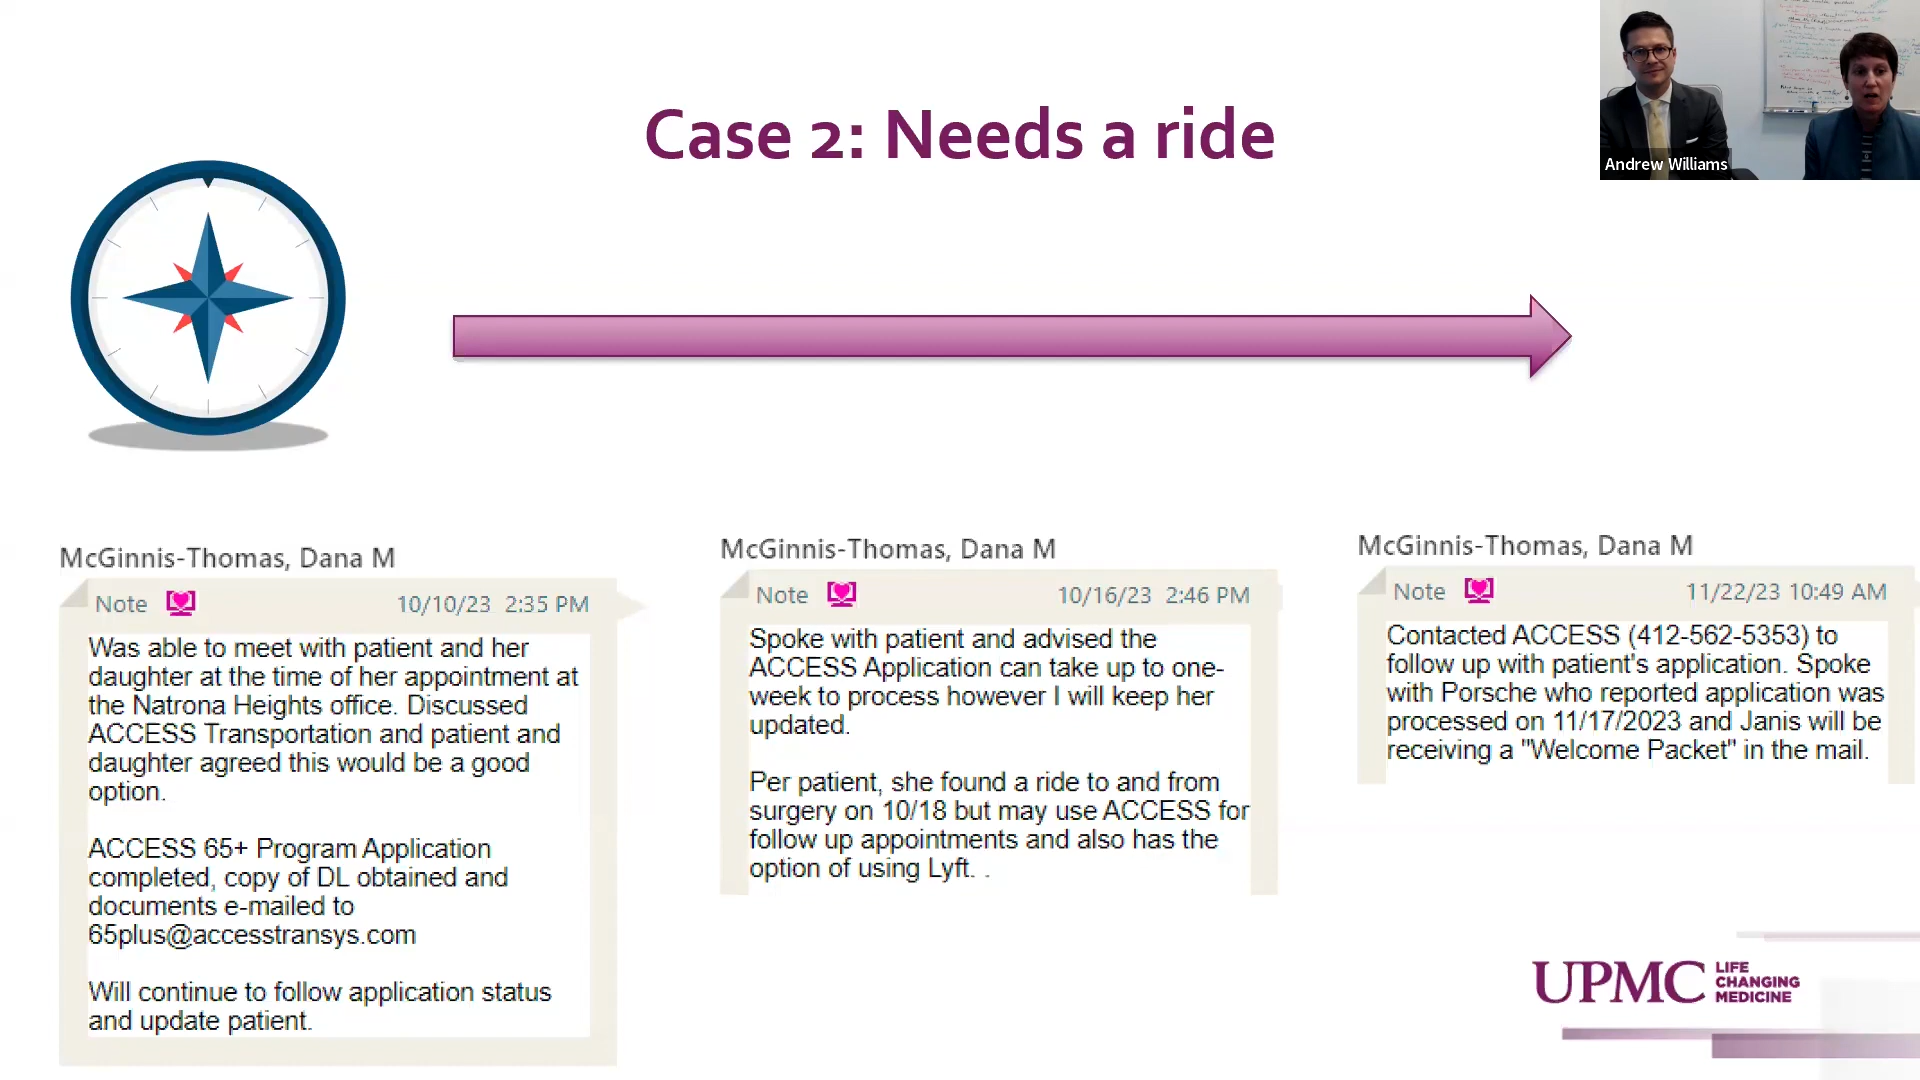 Case 2: Needs a ride
Andrew Williams
McGinnis-Thomas, Dana M
Note 10/10/23 2:35 PM
Was able to meet with patient and her
daughter at the time of her appointment at
the Natrona Heights office. Discussed
ACCESS Transportation and patient and
daughter agreed this would be a good
option.
ACCESS 65+ Program Application
completed, copy of DL obtained and
documents e-mailed to
65plus@accesstransys.com
Will continue to follow application status
and update patient.
McGinnis-Thomas, Dana M
Note 10/16/23 2:46 PM
Spoke with patient and advised the
ACCESS Application can take up to one-
week to process however I will keep her
updated.
Per patient, she found a ride to and from
surgery on 10/18 but may use ACCESS for
follow up appointments and also has the
option of using Lyft. .
McGinnis-Thomas, Dana M
Note 11/22/23 10:49 AM
Contacted ACCESS (412-562-5353) to
follow up with patient's application. Spoke
with Porsche who reported application was
processed on 11/17/2023 and Janis will be
receiving a "Welcome Packet" in the mail.
UPMC LIFE
CHANGING
MEDICINE